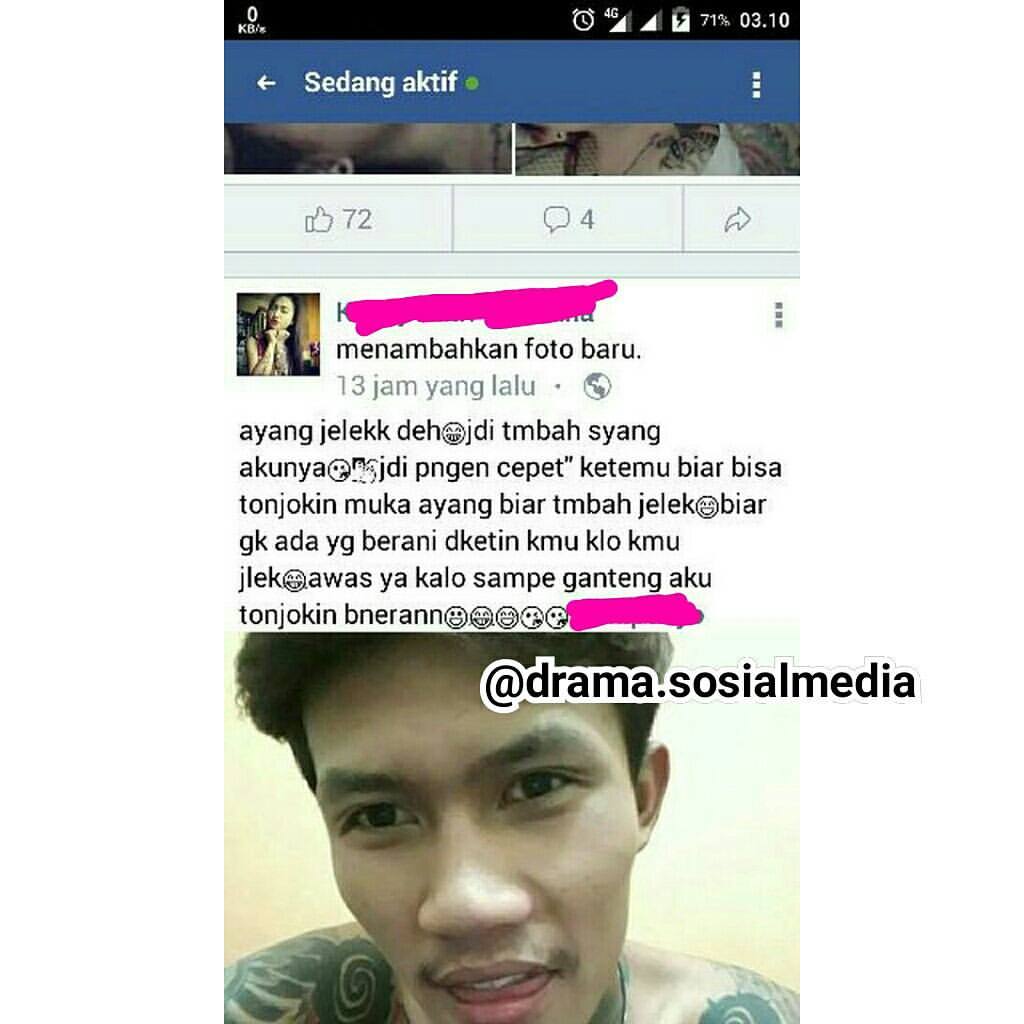 0
KB/s
4G
71% 03.10
Sedang aktif
72
4
menambahkan foto baru.
13 jam yang lalu ·
ayang jelekk deh😁jdi tmbah syang
akunya😘jdi pngen cepet" ketemu biar bisa
tonjokin muka ayang biar tmbah jelek😄biar
gk ada yg berani dketin kmu klo kmu
jlek😁awas ya kalo sampe ganteng aku
tonjokin bnerann😃😁😄😘😘
@drama.sosialmedia